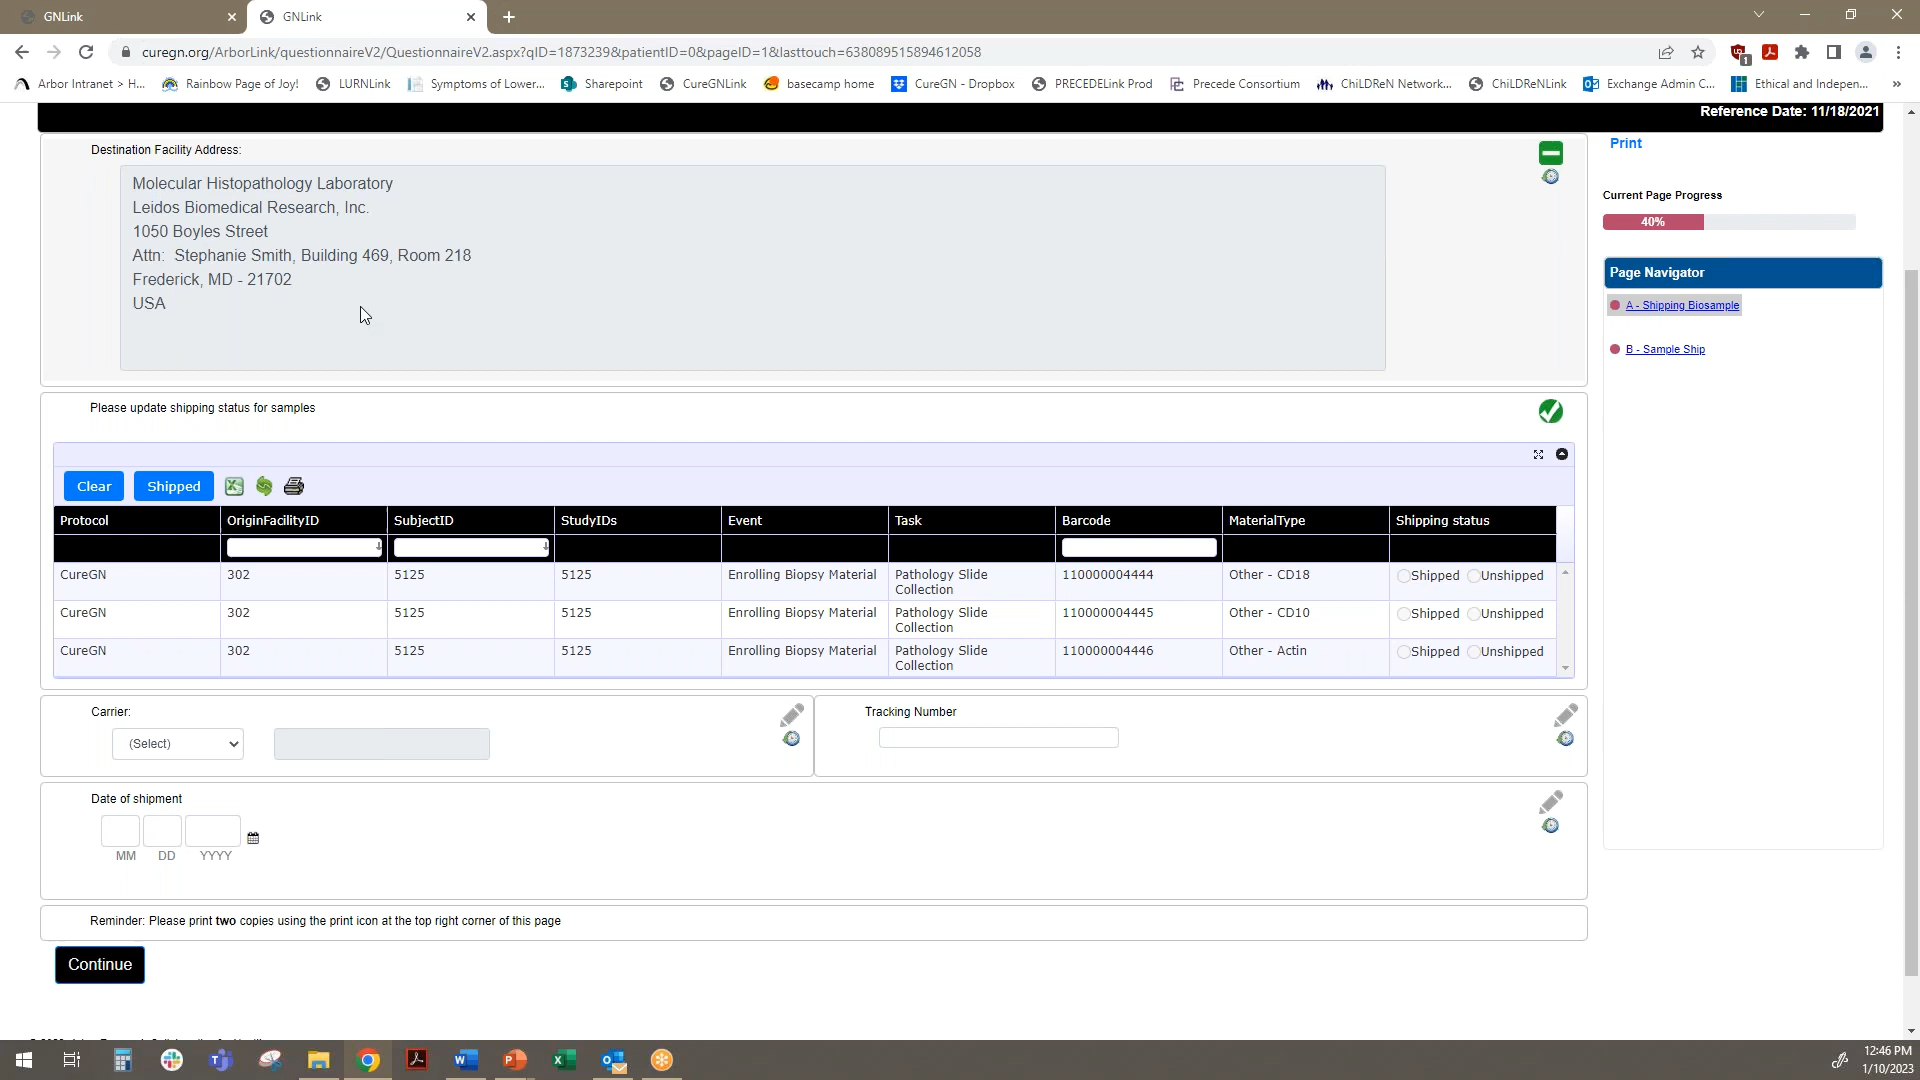 GNLink
GNLink
curegn.org/ArborLink/questionnaireV2/QuestionnaireV2.aspx?qID=1873239&patientID=0&pageID=1&lasttouch=638089515894612058
1
Arbor Intranet > H...
Rainbow Page of Joy!
LURNLink
Symptoms of Lower...
Sharepoint
CureGNLink
basecamp home
CureGN - Dropbox
PRECEDELink Prod
Precede Consortium
ChiLDReN Network...
ChiLDReNLink
Exchange Admin C...
Ethical and Indepen...
»
Reference Date: 11/18/2021
Destination Facility Address:
Molecular Histopathology Laboratory
Leidos Biomedical Research, Inc.
1050 Boyles Street
Attn:  Stephanie Smith, Building 469, Room 218
Frederick, MD - 21702
USA
Print
Current Page Progress
40%
Page Navigator
A - Shipping Biosample
B - Sample Ship
Please update shipping status for samples
Clear Shipped
Protocol OriginFacilityID SubjectID StudyIDs Event Task Barcode MaterialType Shipping status
CureGN 302 5125 5125 Enrolling Biopsy Material Pathology Slide Collection 110000004444 Other - CD18 Shipped Unshipped
CureGN 302 5125 5125 Enrolling Biopsy Material Pathology Slide Collection 110000004445 Other - CD10 Shipped Unshipped
CureGN 302 5125 5125 Enrolling Biopsy Material Pathology Slide Collection 110000004446 Other - Actin Shipped Unshipped
Carrier:
(Select)
Tracking Number
Date of shipment
MM DD YYYY
Reminder: Please print two copies using the print icon at the top right corner of this page
Continue
12:46 PM
1/10/2023